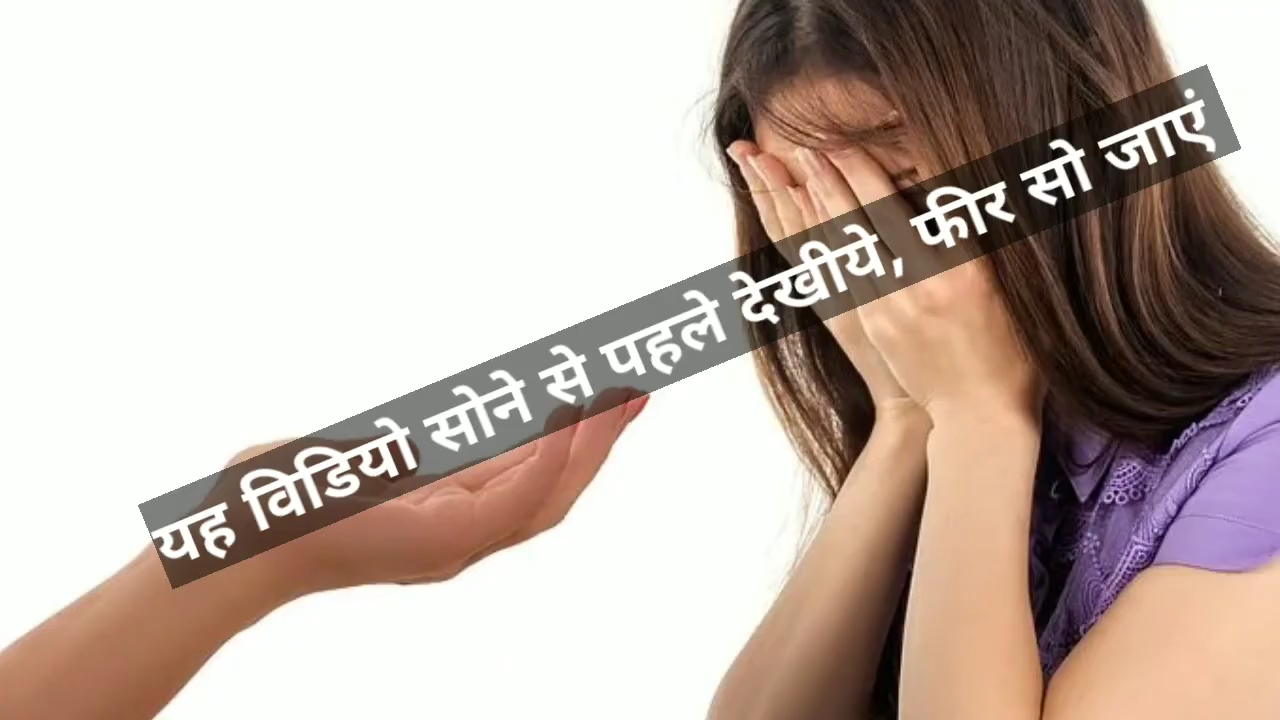 यह विडियो सोने से पहले देखीये, फीर सो जाएं